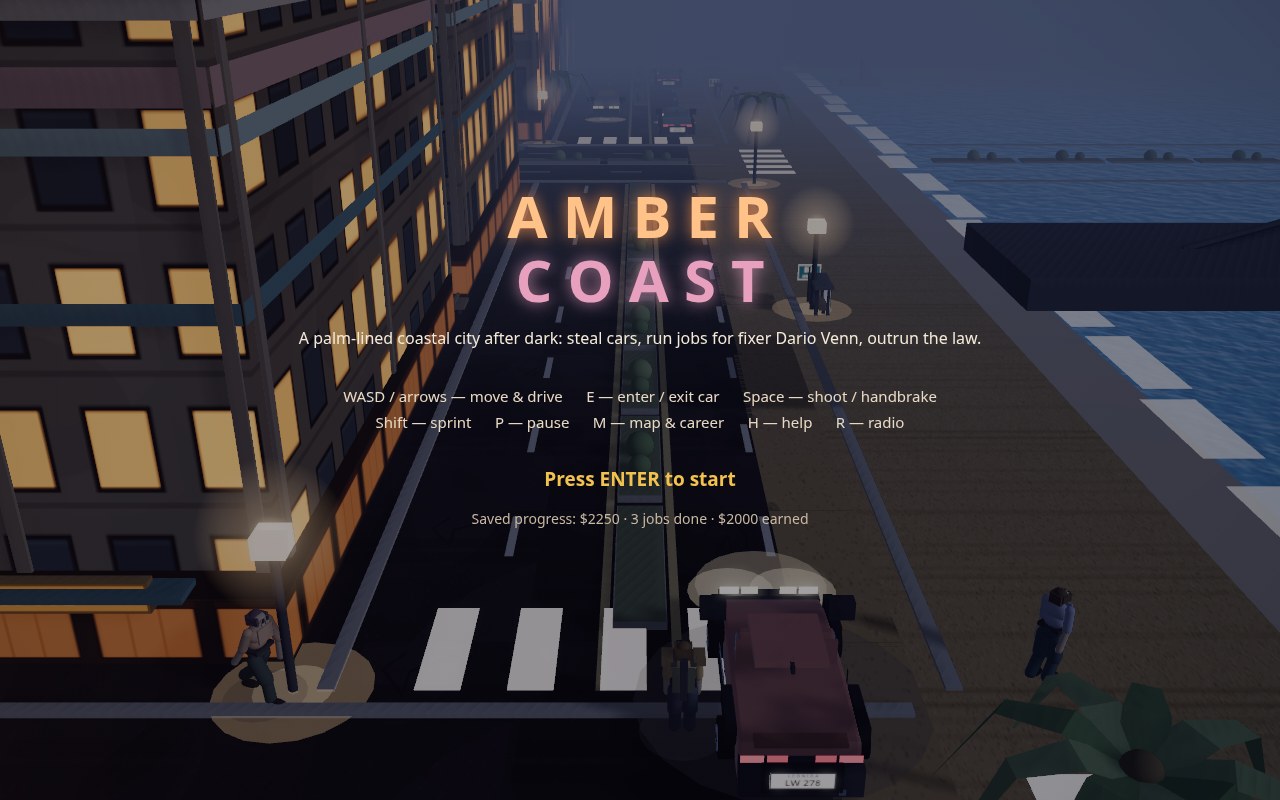 AMBER
COAST
A palm-lined coastal city after dark: steal cars, run jobs for fixer Dario Venn, outrun the law.
WASD / arrows — move & drive E — enter / exit car Space — shoot / handbrake
Shift — sprint P — pause M — map & career H — help R — radio
Press ENTER to start
Saved progress: $2250 · 3 jobs done · $2000 earned
LW 278